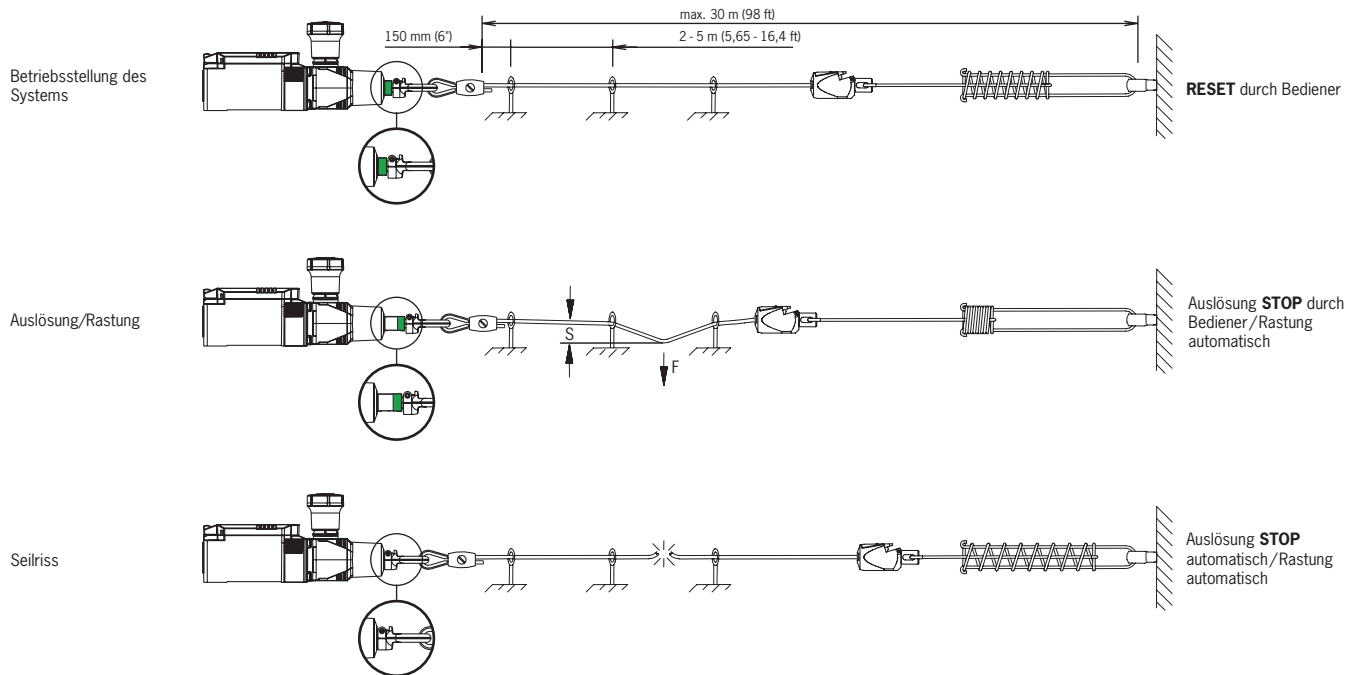 max. 30 m (98 ft)
150 mm (6")
2 - 5 m (5,65 - 16,4 ft)
Betriebsstellung des
Systems
RESET durch Bediener
Auslösung/Rastung
S
F
Auslösung STOP durch
Bediener/Rastung
automatisch
Seilriss
Auslösung STOP
automatisch/Rastung
automatisch